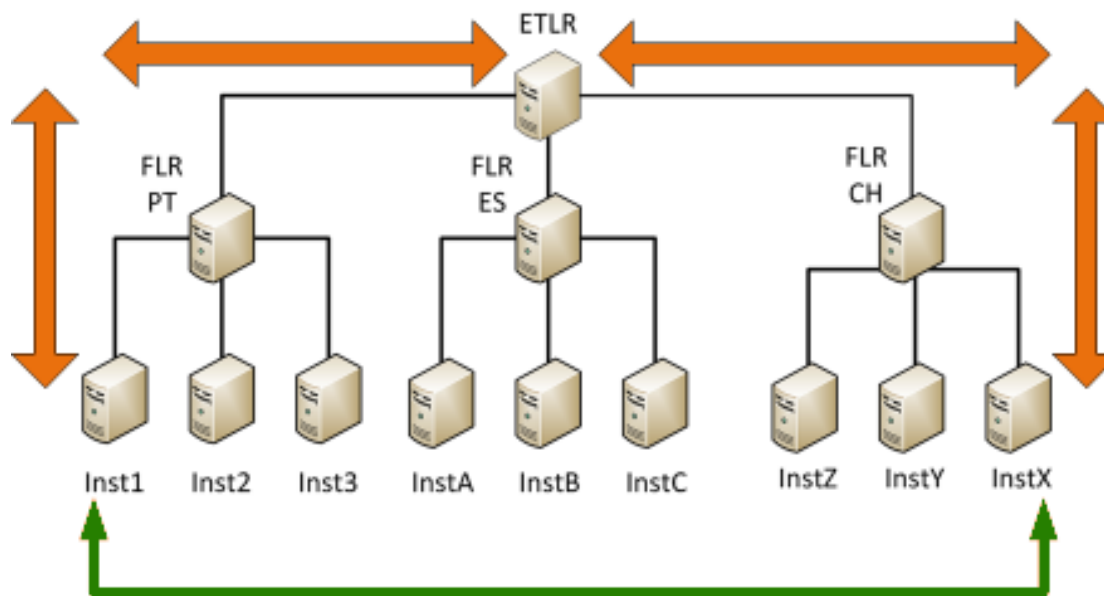 ETLR
FLR
PT
FLR
ES
FLR
CH
Inst1
Inst2
Inst3
InstA
InstB
InstC
InstZ
InstY
InstX